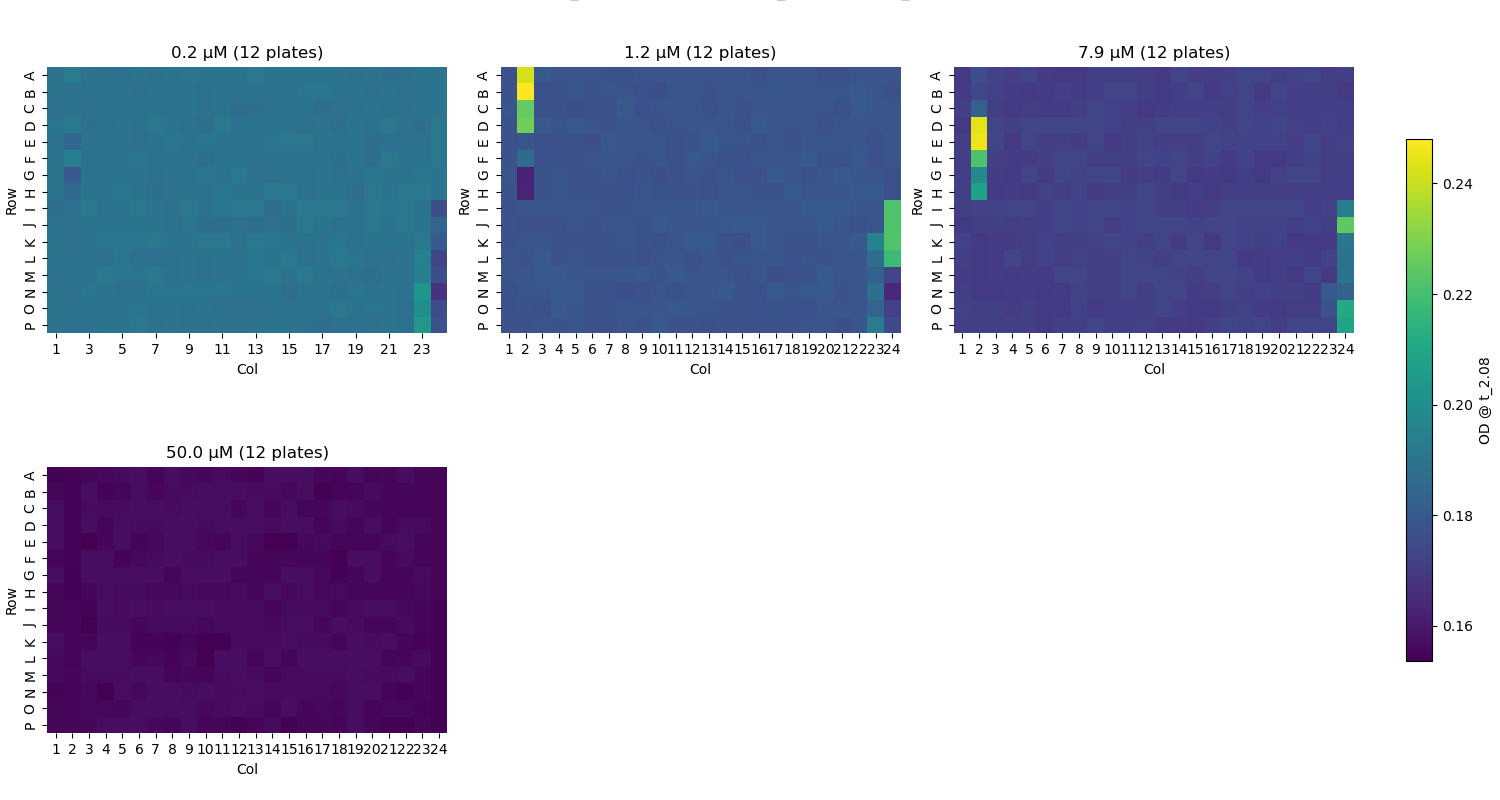 0.2 µM (12 plates)
1.2 µM (12 plates)
7.9 µM (12 plates)
Row
A
B
C
D
E
F
G
H
I
J
K
L
M
N
O
P
1 3 5 7 9 11 13 15 17 19 21 23
Col
Row
A
B
C
D
E
F
G
H
I
J
K
L
M
N
O
P
1 2 3 4 5 6 7 8 9 10 11 12 13 14 15 16 17 18 19 20 21 22 23 24
Col
Row
A
B
C
D
E
F
G
H
I
J
K
L
M
N
O
P
1 2 3 4 5 6 7 8 9 10 11 12 13 14 15 16 17 18 19 20 21 22 23 24
Col
50.0 µM (12 plates)
Row
A
B
C
D
E
F
G
H
I
J
K
L
M
N
O
P
1 2 3 4 5 6 7 8 9 10 11 12 13 14 15 16 17 18 19 20 21 22 23 24
Col
0.24
0.22
0.20
0.18
0.16
OD @ t_2.08